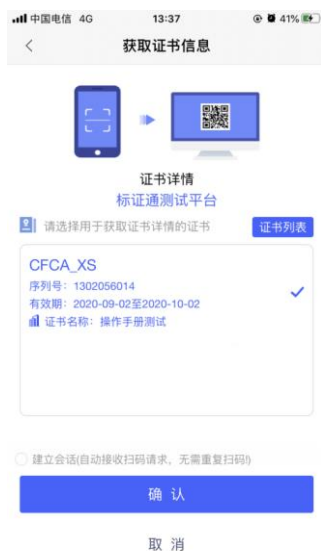 中国电信 4G 13:37 41%
获取证书信息
证书详情
标证通测试平台
请选择用于获取证书详情的证书 证书列表
CFCA_XS
序列号：1302056014
有效期：2020-09-02至2020-10-02
证书名称：操作手册测试
建立会话(自动接收扫码请求，无需重复扫码!)
确 认
取 消